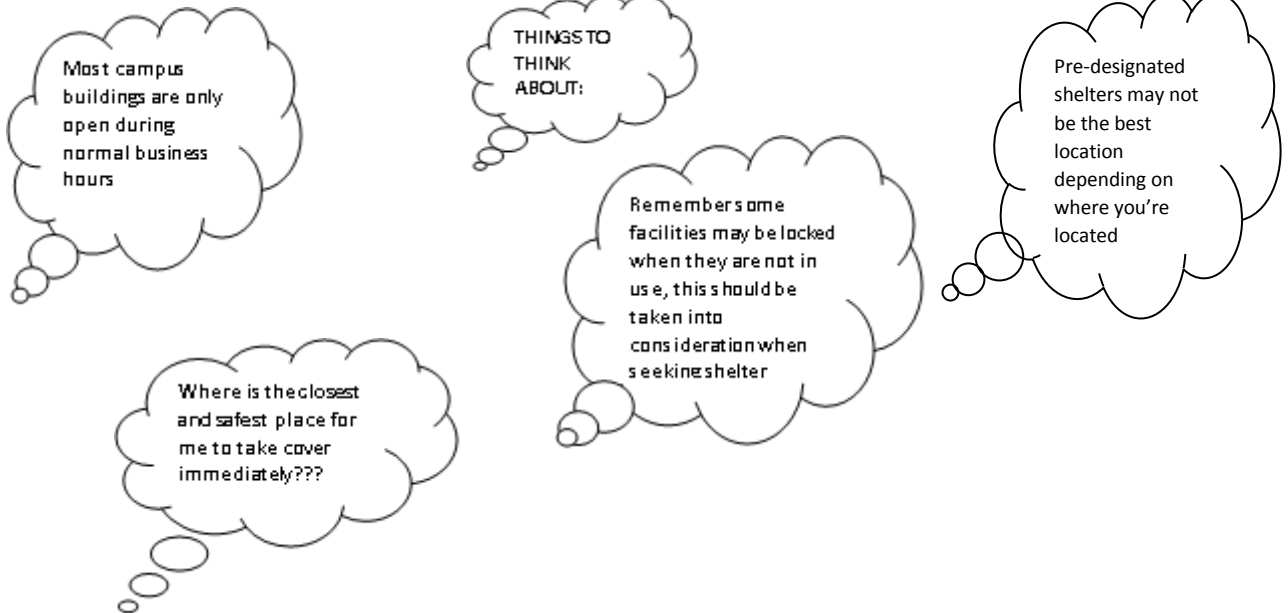 THINGS TO
THINK
ABOUT:
Most campus
buildings are only
open during
normal business
hours
Pre-designated
shelters may not
be the best
location
depending on
where you're
located
Remember some
facilities may be locked
when they are not in
use, this should be
taken into
consideration when
seeking shelter
Where is the closest
and safest place for
me to take cover
immediately???